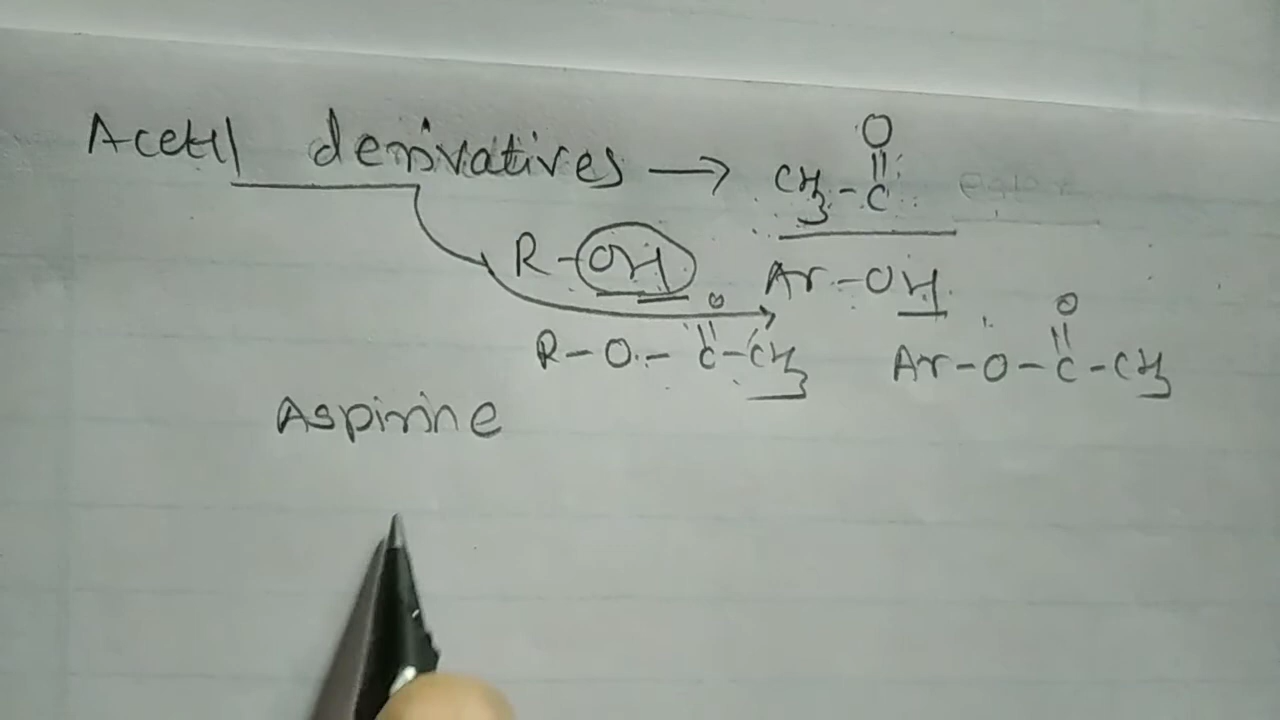 Acetyl derivatives → CH3-C
O
R-OH Ar-OH
O O
R-O-C-CH3 Ar-O-C-CH3
Aspirine